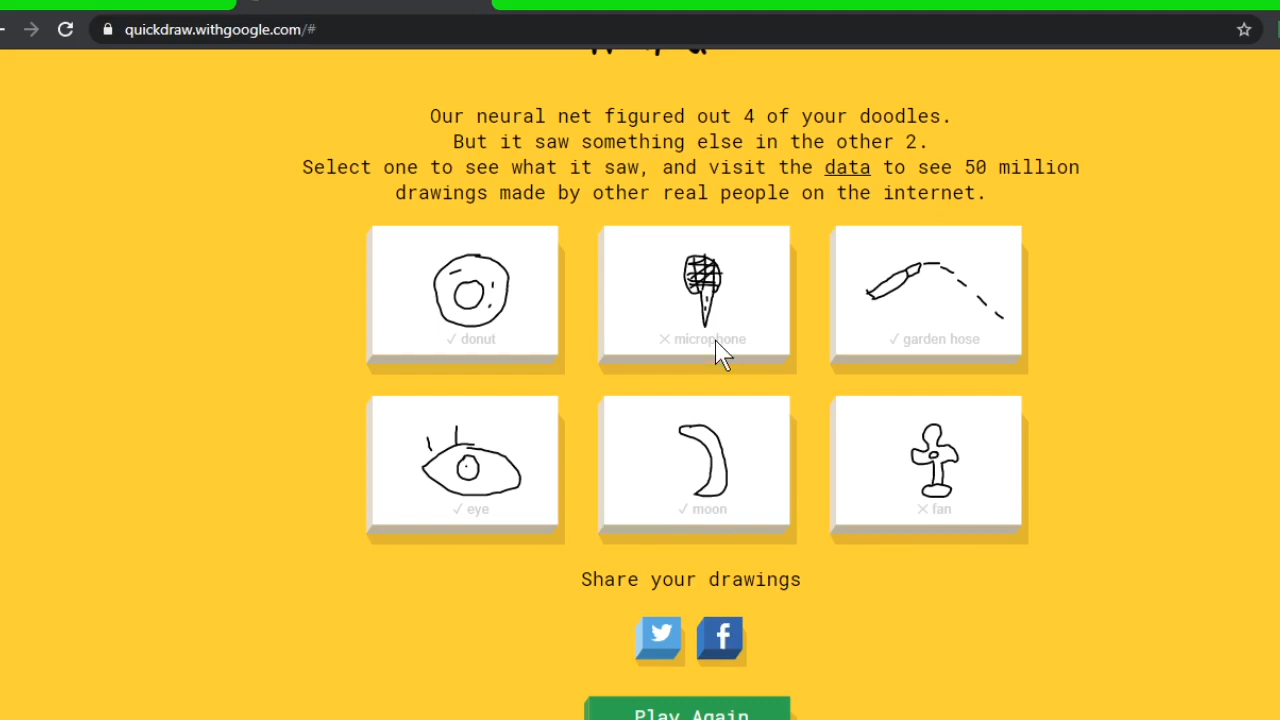 quickdraw.withgoogle.com/#
Our neural net figured out 4 of your doodles.
But it saw something else in the other 2.
Select one to see what it saw, and visit the data to see 50 million
drawings made by other real people on the internet.
✓ donut
✕ microphone
✓ garden hose
✓ eye
✓ moon
✕ fan
Share your drawings
Play Again